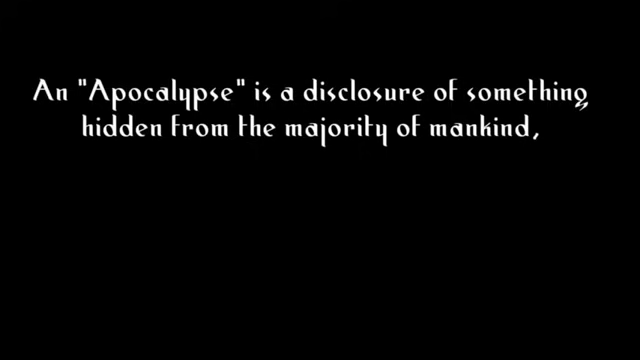 An "Apocalypse" is a disclosure of something
hidden from the majority of mankind,